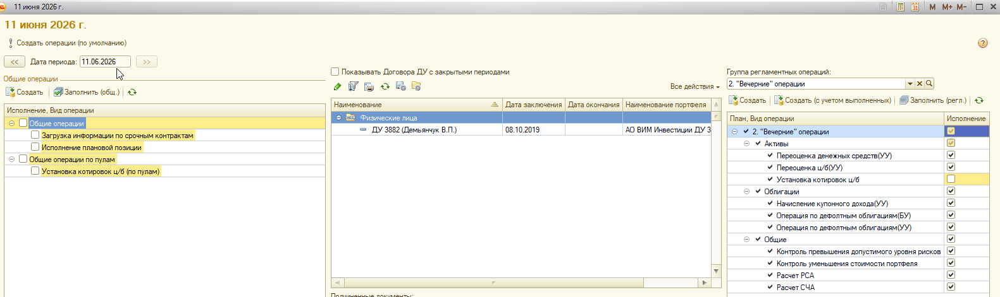 11 июня 2026 г.
M M+ M-
11 июня 2026 г.
Создать операции (по умолчанию)
<< Дата периода: 11.06.2026 >>
Общие операции
Создать Заполнить (общ.)
Исполнение, Вид операции
Общие операции
Загрузка информации по срочным контрактам
Исполнение плановой позиции
Общие операции по пулам
Установка котировок ц/б (по пулам)
Показывать Договора ДУ с закрытыми периодами
Все действия
Наименование Дата заключения Дата окончания Наименование портфеля
Физические лица
ДУ 3882 (Демьянчук В.П.) 08.10.2019 АО ВИМ Инвестиции ДУ 3
Подчиненные документы:
Группа регламентных операций:
2. "Вечерние" операции
Создать Создать (с учетом выполненных) Заполнить (регл.)
План, Вид операции Исполнение
2. "Вечерние" операции
Активы
Переоценка денежных средств(УУ)
Переоценка ц/б(УУ)
Установка котировок ц/б
Облигации
Начисление купонного дохода(УУ)
Операция по дефолтным облигациям(БУ)
Операция по дефолтным облигациям(УУ)
Общие
Контроль превышения допустимого уровня рисков
Контроль уменьшения стоимости портфеля
Расчет РСА
Расчет СЧА